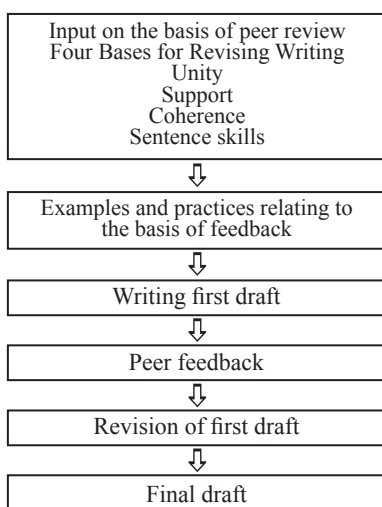 Input on the basis of peer review
Four Bases for Revising Writing
Unity
Support
Coherence
Sentence skills
Examples and practices relating to
the basis of feedback
Writing first draft
Peer feedback
Revision of first draft
Final draft